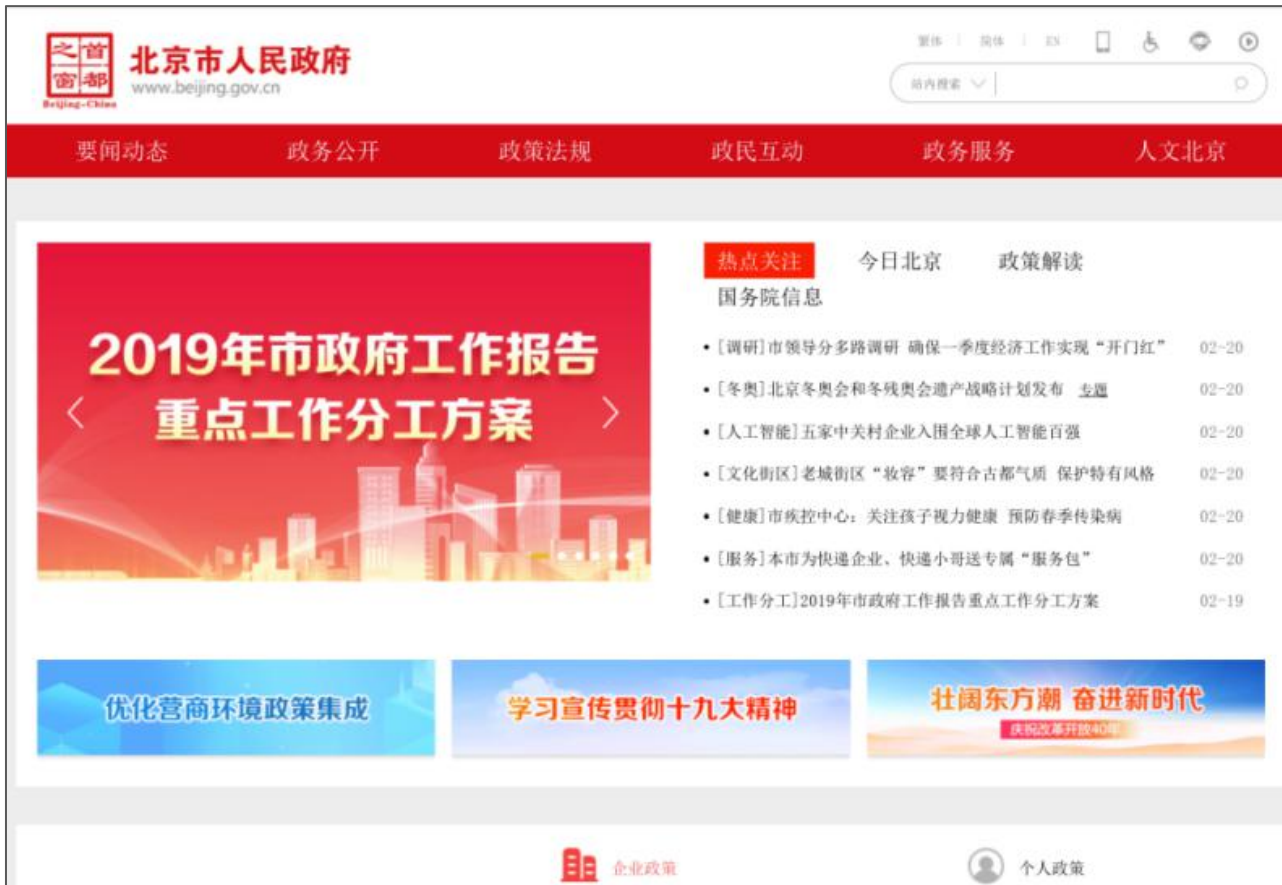 首都之窗
Beijing-China
北京市人民政府
www.beijing.gov.cn
繁体 | 简体 | EN
站内搜索
要闻动态 政务公开 政策法规 政民互动 政务服务 人文北京
2019年市政府工作报告
重点工作分工方案
热点关注 今日北京 政策解读
国务院信息
• [调研]市领导分多路调研 确保一季度经济工作实现“开门红” 02-20
• [冬奥]北京冬奥会和冬残奥会遗产战略计划发布 专题 02-20
• [人工智能]五家中关村企业入围全球人工智能百强 02-20
• [文化街区]老城街区“妆容”要符合古都气质 保护特有风格 02-20
• [健康]市疾控中心：关注孩子视力健康 预防春季传染病 02-20
• [服务]本市为快递企业、快递小哥送专属“服务包” 02-20
• [工作分工]2019年市政府工作报告重点工作分工方案 02-19
优化营商环境政策集成
学习宣传贯彻十九大精神
壮阔东方潮 奋进新时代
庆祝改革开放40年
企业政策 个人政策